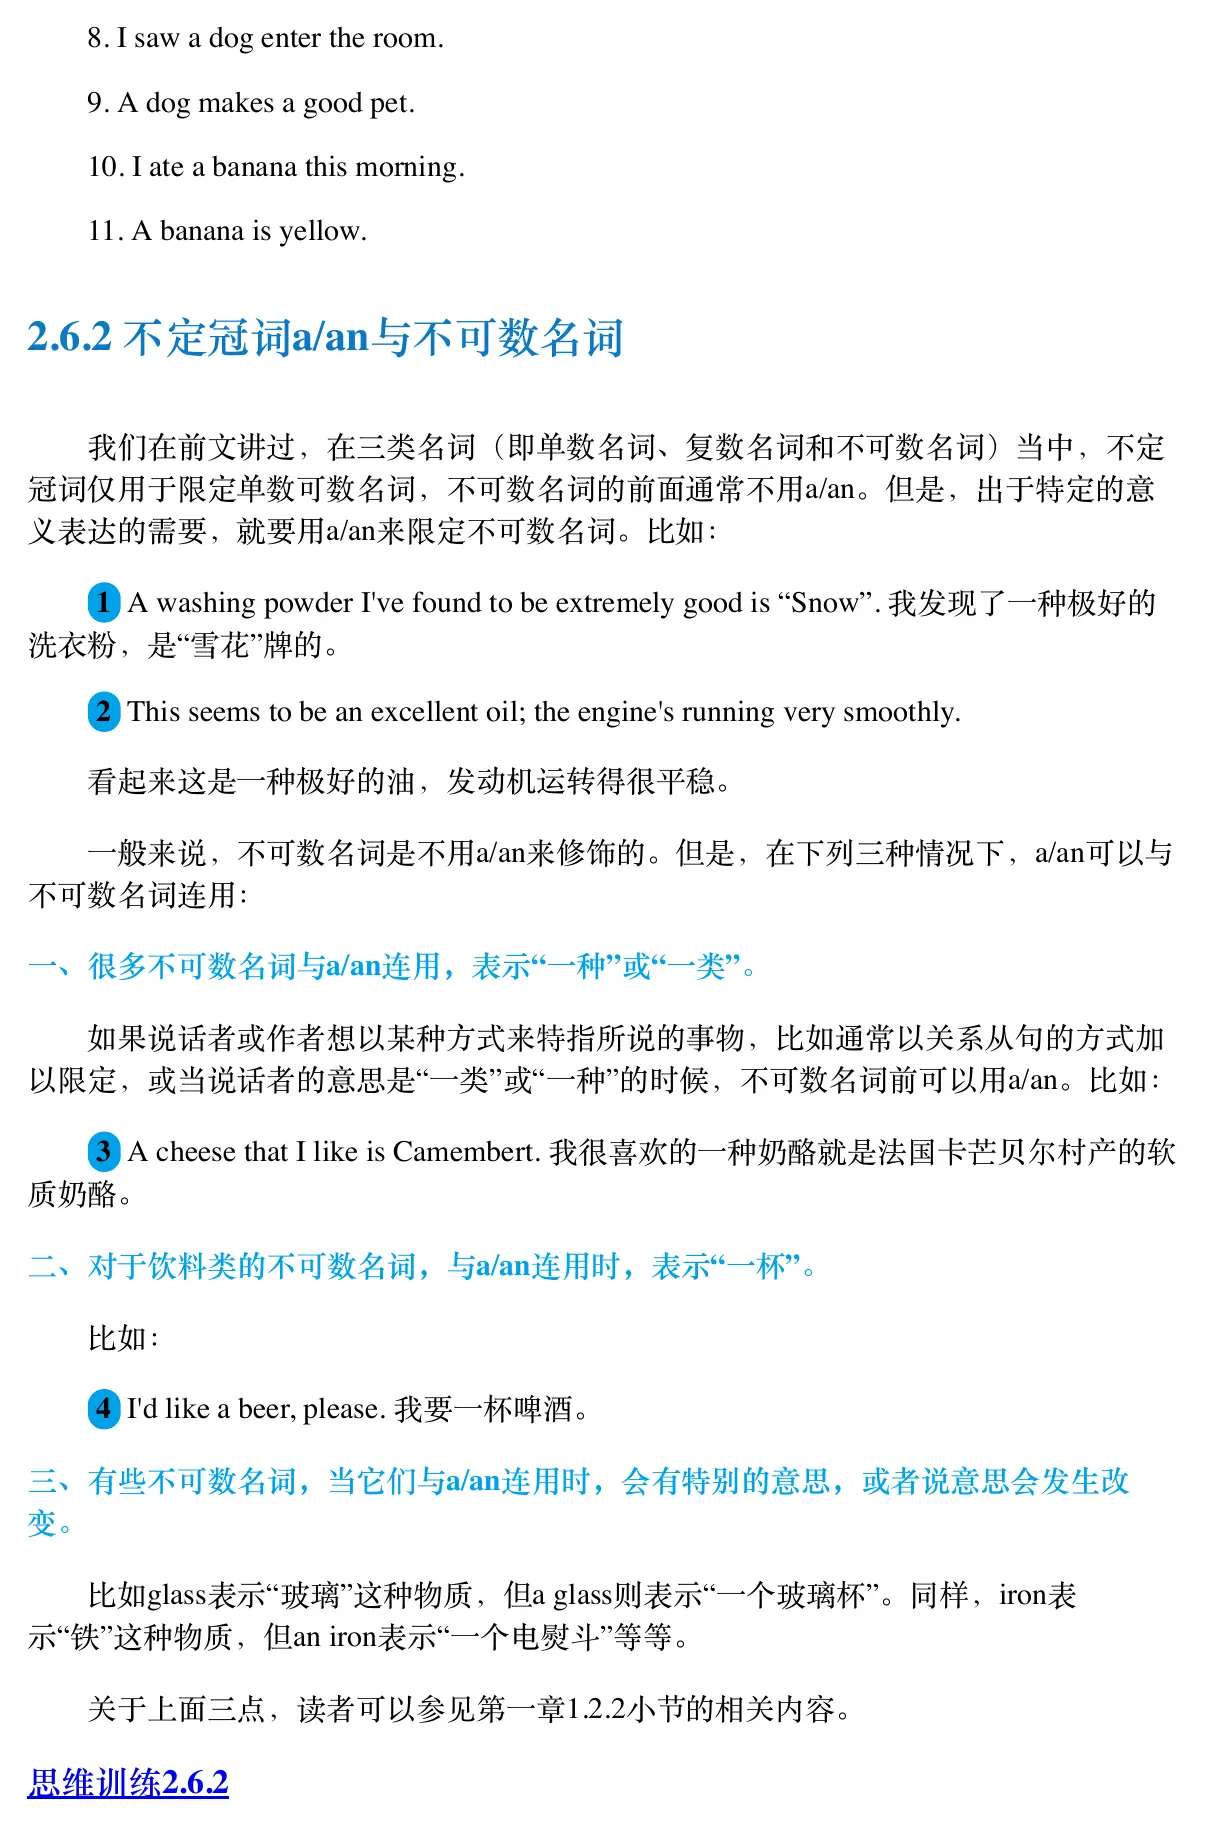 8. I saw a dog enter the room.
9. A dog makes a good pet.
10. I ate a banana this morning.
11. A banana is yellow.
2.6.2 不定冠词a/an与不可数名词
我们在前文讲过，在三类名词（即单数名词、复数名词和不可数名词）当中，不定
冠词仅用于限定单数可数名词，不可数名词的前面通常不用a/an。但是，出于特定的意
义表达的需要，就要用a/an来限定不可数名词。比如：
1 A washing powder I've found to be extremely good is “Snow”. 我发现了一种极好的
洗衣粉，是“雪花”牌的。
2 This seems to be an excellent oil; the engine's running very smoothly.
看起来这是一种极好的油，发动机运转得很平稳。
一般来说，不可数名词是不用a/an来修饰的。但是，在下列三种情况下，a/an可以与
不可数名词连用：
一、很多不可数名词与a/an连用，表示“一种”或“一类”。
如果说话者或作者想以某种方式来特指所说的事物，比如通常以关系从句的方式加
以限定，或当说话者的意思是“一类”或“一种”的时候，不可数名词前可以用a/an。比如：
3 A cheese that I like is Camembert. 我很喜欢的一种奶酪就是法国卡芒贝尔村产的软
质奶酪。
二、对于饮料类的不可数名词，与a/an连用时，表示“一杯”。
比如：
4 I'd like a beer, please. 我要一杯啤酒。
三、有些不可数名词，当它们与a/an连用时，会有特别的意思，或者说意思会发生改
变。
比如glass表示“玻璃”这种物质，但a glass则表示“一个玻璃杯”。同样，iron表
示“铁”这种物质，但an iron表示“一个电熨斗”等等。
关于上面三点，读者可以参见第一章1.2.2小节的相关内容。
思维训练2.6.2